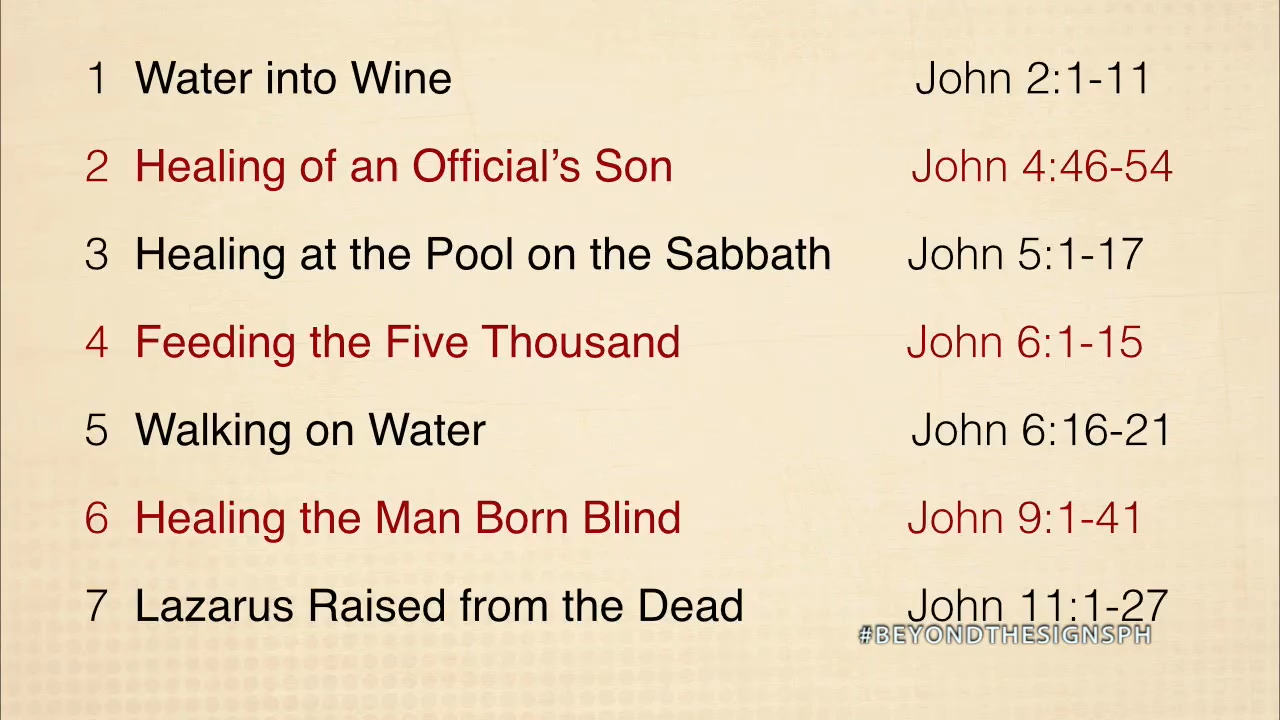 1 Water into Wine John 2:1-11
2 Healing of an Official’s Son John 4:46-54
3 Healing at the Pool on the Sabbath John 5:1-17
4 Feeding the Five Thousand John 6:1-15
5 Walking on Water John 6:16-21
6 Healing the Man Born Blind John 9:1-41
7 Lazarus Raised from the Dead John 11:1-27
#BEYONDTHESIGNSPH